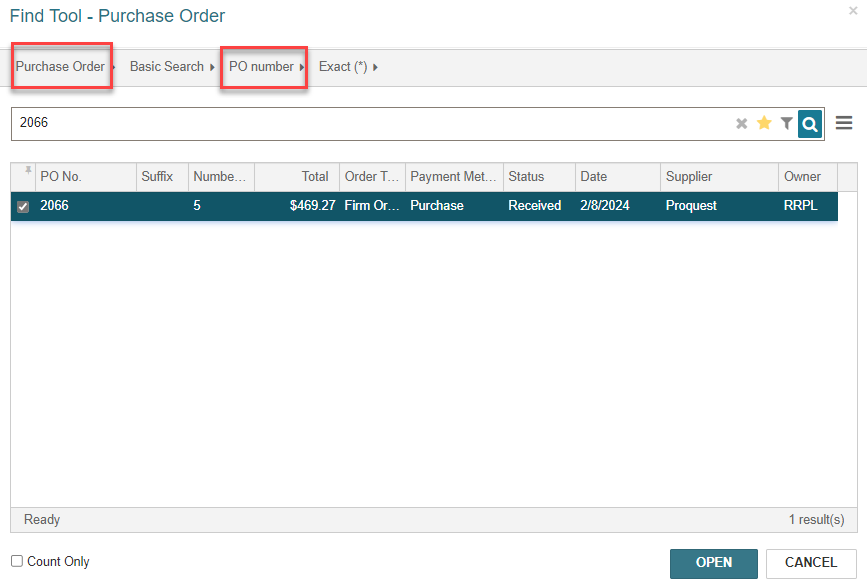 Find Tool - Purchase Order
Purchase Order Basic Search PO number Exact (*)
2066
PO No. Suffix Numbe... Total Order T... Payment Met... Status Date Supplier Owner
2066 5 $469.27 Firm Or... Purchase Received 2/8/2024 Proquest RRPL
Ready 1 result(s)
Count Only OPEN CANCEL